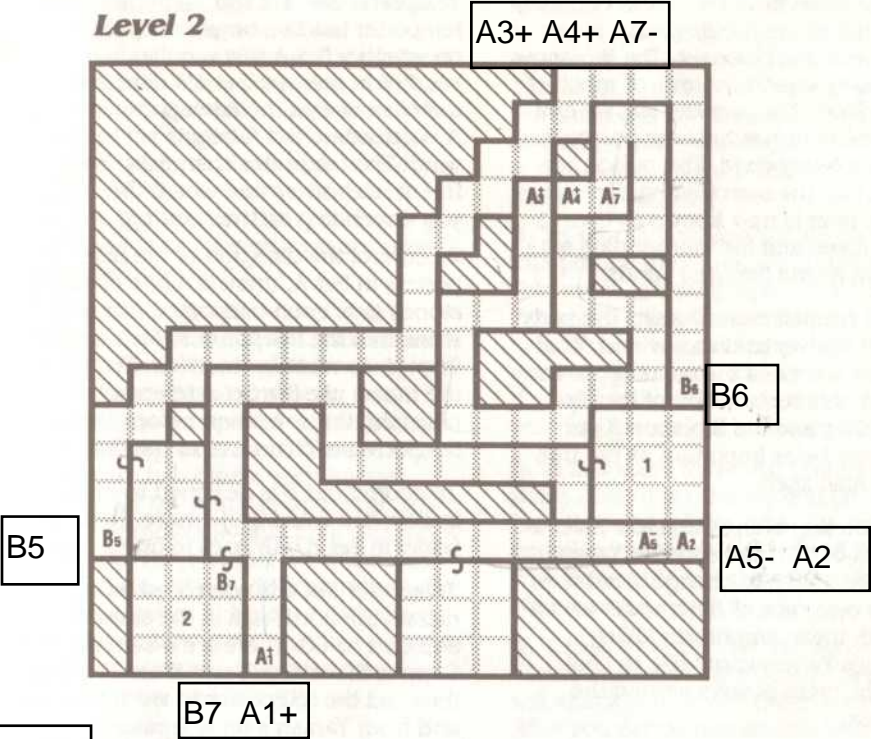 Level 2
A3+ A4+ A7-
A3+ A4+ A7-
B6 B6
1
B5 B5 A5- A2 A5- A2
B7
2
A1+
B7 A1+